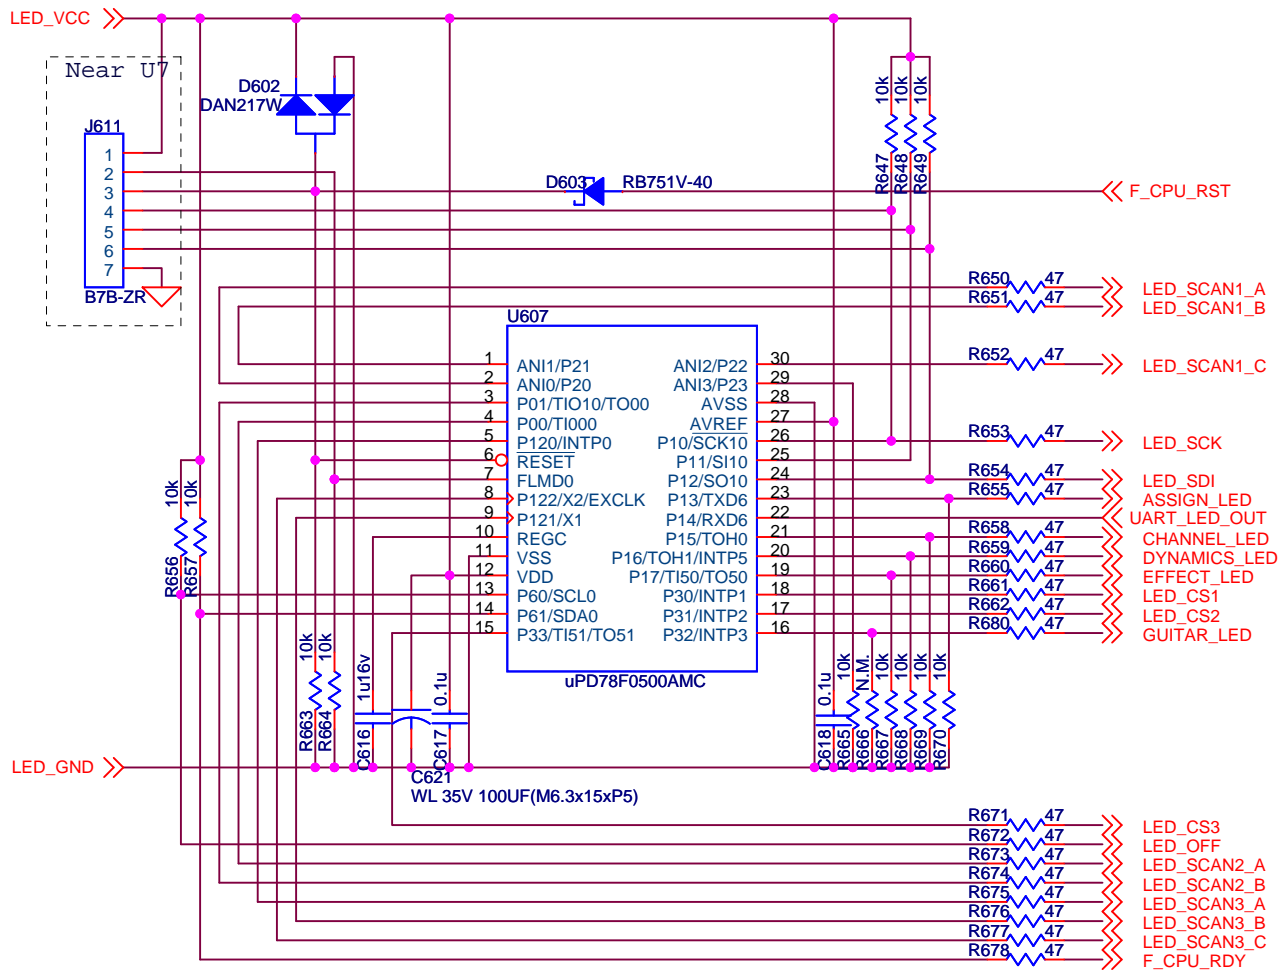 LED_VCC
Near U7
D602
DAN217W
J611
1
2
3
4
5
6
7
B7B-ZR
D603
RB751V-40
10k
10k
10k
R647
R648
R649
F_CPU_RST
R650 47 LED_SCAN1_A
R651 47 LED_SCAN1_B
R652 47 LED_SCAN1_C
R653 47 LED_SCK
R654 47 LED_SDI
R655 47 ASSIGN_LED
UART_LED_OUT
R658 47 CHANNEL_LED
R659 47 DYNAMICS_LED
R660 47 EFFECT_LED
R661 47 LED_CS1
R662 47 LED_CS2
R680 47 GUITAR_LED
U607
1 ANI1/P21
2 ANI0/P20
3 P01/TIO10/TO00
4 P00/TI000
5 P120/INTP0
6 RESET
7 FLMD0
8 P122/X2/EXCLK
9 P121/X1
10 REGC
11 VSS
12 VDD
13 P60/SCL0
14 P61/SDA0
15 P33/TI51/TO51
ANI2/P22 30
ANI3/P23 29
AVSS 28
AVREF 27
P10/SCK10 26
P11/SI10 25
P12/SO10 24
P13/TXD6 23
P14/RXD6 22
P15/TOH0 21
P16/TOH1/INTP5 20
P17/TI50/TO50 19
P30/INTP1 18
P31/INTP2 17
P32/INTP3 16
uPD78F0500AMC
10k
10k
R656
R657
10k
10k
R663
R664
1u16v
C616
0.1u
C617
C621
WL 35V 100UF(M6.3x15xP5)
0.1u
C618
10k
R665
N.M.
R666
10k
R667
10k
R668
10k
R669
10k
R670
LED_GND
R671 47 LED_CS3
R672 47 LED_OFF
R673 47 LED_SCAN2_A
R674 47 LED_SCAN2_B
R675 47 LED_SCAN3_A
R676 47 LED_SCAN3_B
R677 47 LED_SCAN3_C
R678 47 F_CPU_RDY